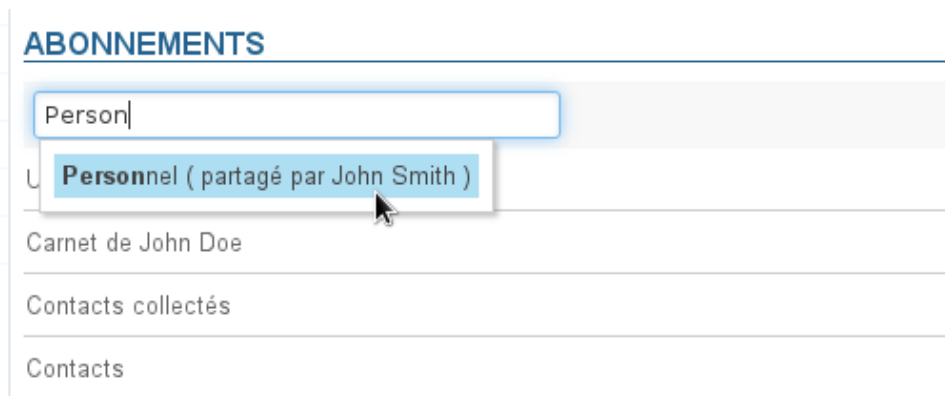 ABONNEMENTS
Person
Personnel ( partagé par John Smith )
Carnet de John Doe
Contacts collectés
Contacts